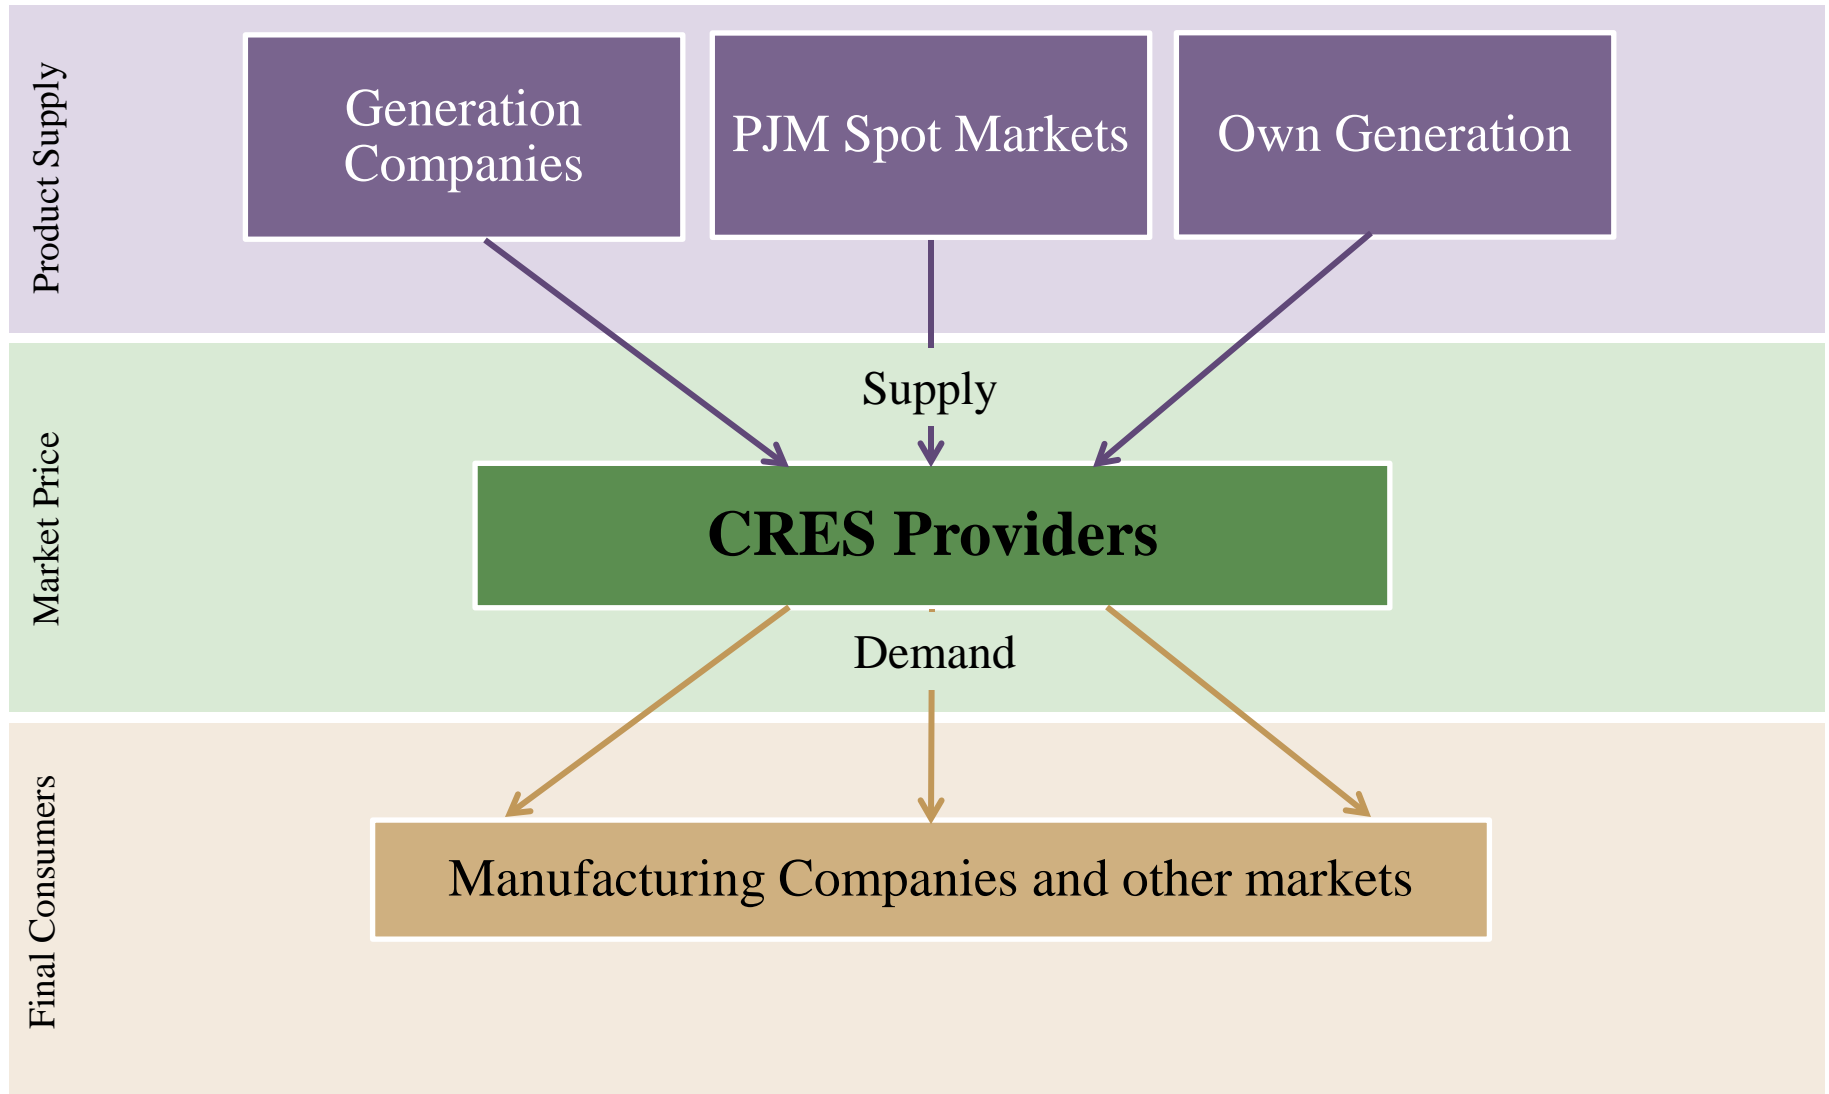 Product Supply
Generation
Companies
PJM Spot Markets
Own Generation
Market Price
Supply
CRES Providers
Demand
Final Consumers
Manufacturing Companies and other markets